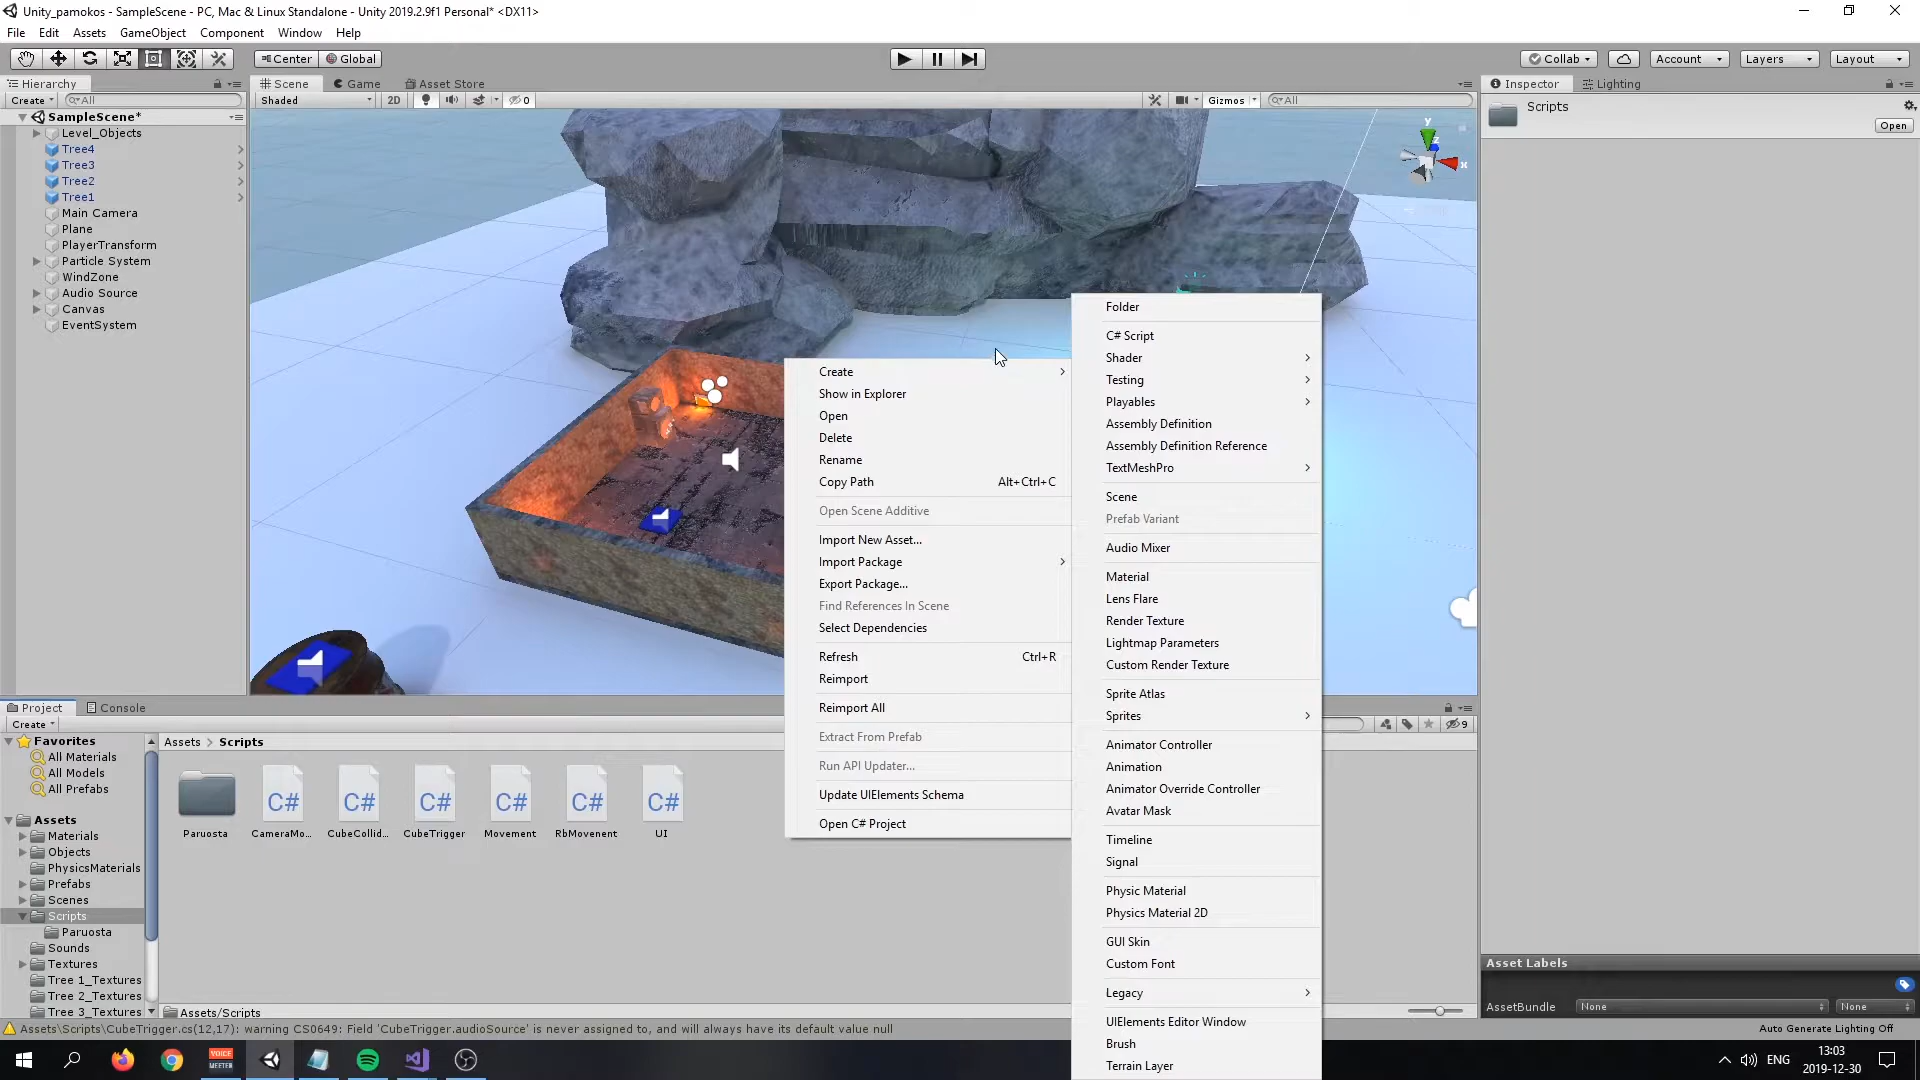 Unity_pamokos - SampleScene - PC, Mac & Linux Standalone - Unity 2019.2.9f1 Personal* <DX11>
File Edit Assets GameObject Component Window Help
Center Global Collab Account Layers Layout
Hierarchy Scene Game Asset Store Inspector Lighting
Create All Shaded 2D 0 Gizmos All
Scripts
Open
SampleScene*
Level_Objects
Tree4
Tree3
Tree2
Tree1
Main Camera
Plane
PlayerTransform
Particle System
WindZone
Audio Source
Canvas
EventSystem
y
z
x
Create
Show in Explorer
Open
Delete
Rename
Copy Path Alt+Ctrl+C
Open Scene Additive
Import New Asset...
Import Package
Export Package...
Find References In Scene
Select Dependencies
Refresh Ctrl+R
Reimport
Reimport All
Extract From Prefab
Run API Updater...
Update UIElements Schema
Open C# Project
Folder
C# Script
Shader
Testing
Playables
Assembly Definition
Assembly Definition Reference
TextMeshPro
Scene
Prefab Variant
Audio Mixer
Material
Lens Flare
Render Texture
Lightmap Parameters
Custom Render Texture
Sprite Atlas
Sprites
Animator Controller
Animation
Animator Override Controller
Avatar Mask
Timeline
Signal
Physic Material
Physics Material 2D
GUI Skin
Custom Font
Legacy
UIElements Editor Window
Brush
Terrain Layer
Project Console
Create
9
Favorites
All Materials
All Models
All Prefabs
Assets
Materials
Objects
PhysicsMaterials
Prefabs
Scenes
Scripts
Paruosta
Sounds
Textures
Tree 1_Textures
Tree 2_Textures
Tree 3_Textures
Assets > Scripts
C# C# C# C# C# C#
Paruosta CameraMo... CubeCollid... CubeTrigger Movement RbMovenent UI
Assets/Scripts
Asset Labels
AssetBundle None None
Assets\Scripts\CubeTrigger.cs(12,17): warning CS0649: Field 'CubeTrigger.audioSource' is never assigned to, and will always have its default value null
Auto Generate Lighting Off
VOICE
MEETER
ENG
13:03
2019-12-30